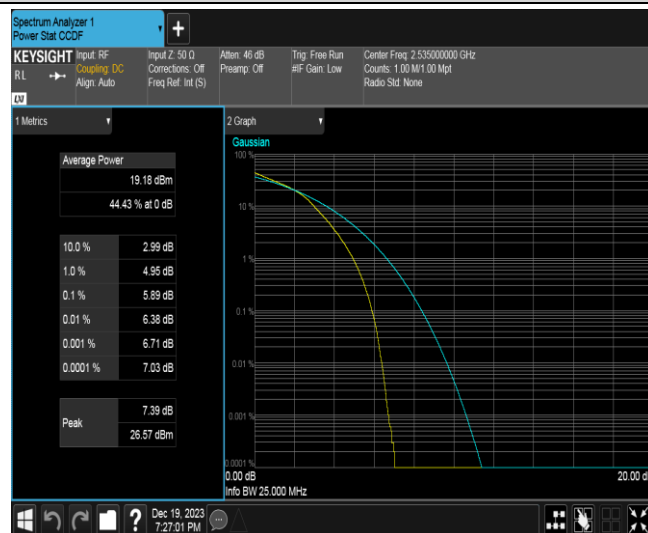 Spectrum Analyzer 1
Power Stat CCDF
+
KEYSIGHT Input: RF Input Z: 50 Ω Atten: 46 dB Trig: Free Run Center Freq: 2.535000000 GHz
RL Coupling: DC Corrections: Off Preamp: Off #IF Gain: Low Counts: 1.00 M/1.00 Mpt
Align: Auto Freq Ref: Int (S) Radio Std: None
LXI
1 Metrics
Average Power
19.18 dBm
44.43 % at 0 dB
10.0 % 2.99 dB
1.0 % 4.95 dB
0.1 % 5.89 dB
0.01 % 6.38 dB
0.001 % 6.71 dB
0.0001 % 7.03 dB
Peak 7.39 dB
26.57 dBm
2 Graph
Gaussian
100 %
10 %
1 %
0.1 %
0.01 %
0.001 %
0.0001 %
0.00 dB 20.00 d
Info BW 25.000 MHz
? Dec 19, 2023
7:27:01 PM